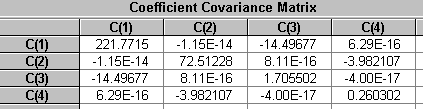 Coefficient Covariance Matrix
C(1) C(2) C(3) C(4)
C(1) 221.7715 -1.15E-14 -14.49677 6.29E-16
C(2) -1.15E-14 72.51228 8.11E-16 -3.982107
C(3) -14.49677 8.11E-16 1.705502 -4.00E-17
C(4) 6.29E-16 -3.982107 -4.00E-17 0.260302